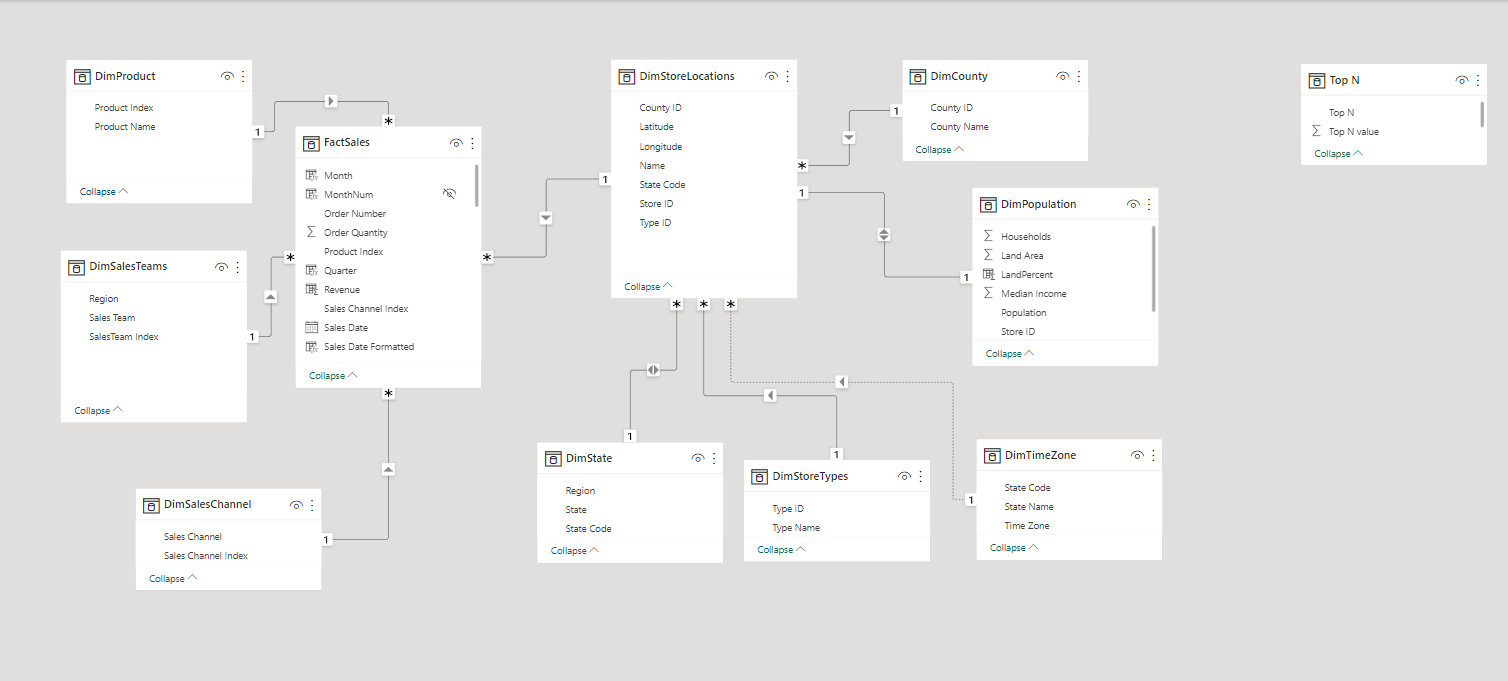 DimProduct
Product Index
Product Name
Collapse
1
*
FactSales
Month
MonthNum
Order Number
Order Quantity
Product Index
Quarter
Revenue
Sales Channel Index
Sales Date
Sales Date Formatted
Collapse
*
*
*
DimSalesTeams
Region
Sales Team
SalesTeam Index
Collapse
1
DimSalesChannel
Sales Channel
Sales Channel Index
Collapse
1
DimStoreLocations
County ID
Latitude
Longitude
Name
State Code
Store ID
Type ID
Collapse
1
*
1
*
*
*
DimCounty
County ID
County Name
Collapse
1
DimPopulation
Households
Land Area
LandPercent
Median Income
Population
Store ID
Collapse
1
DimState
Region
State
State Code
Collapse
1
DimStoreTypes
Type ID
Type Name
Collapse
1
DimTimeZone
State Code
State Name
Time Zone
Collapse
1
Top N
Top N
Top N value
Collapse